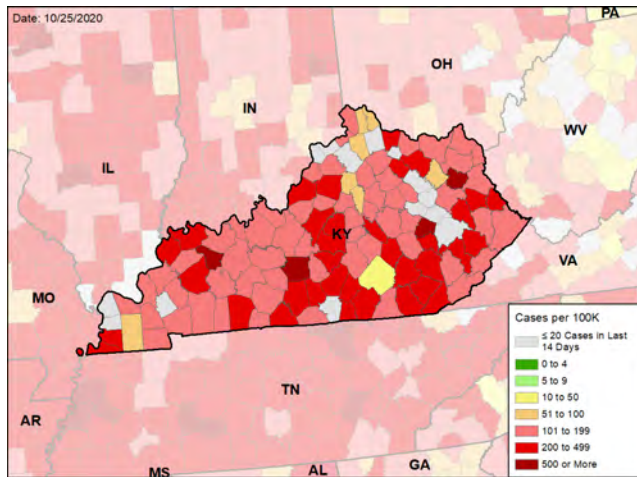 Date: 10/25/2020
PA
OH
IN
WV
IL
KY
VA
MO
TN
AR
MS
AL
GA
Cases per 100K
≤ 20 Cases in Last
14 Days
0 to 4
5 to 9
10 to 50
51 to 100
101 to 199
200 to 499
500 or More